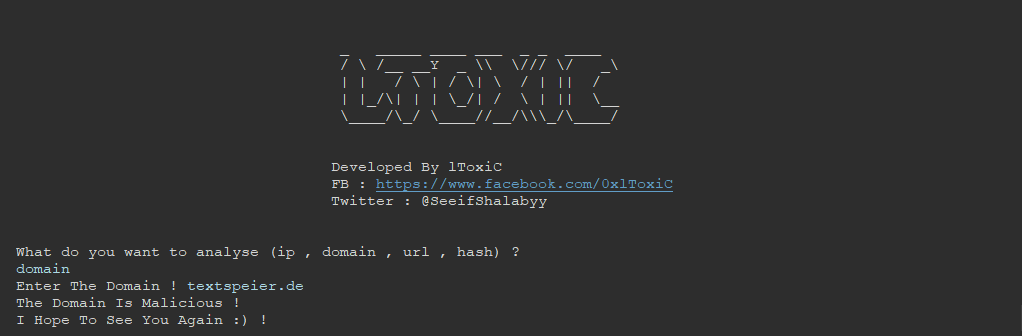 LTOXIC
Developed By lToxiC
FB : https://www.facebook.com/0xlToxiC
Twitter : @SeeifShalabyy
What do you want to analyse (ip , domain , url , hash) ?
domain
Enter The Domain ! textspeier.de
The Domain Is Malicious !
I Hope To See You Again :) !